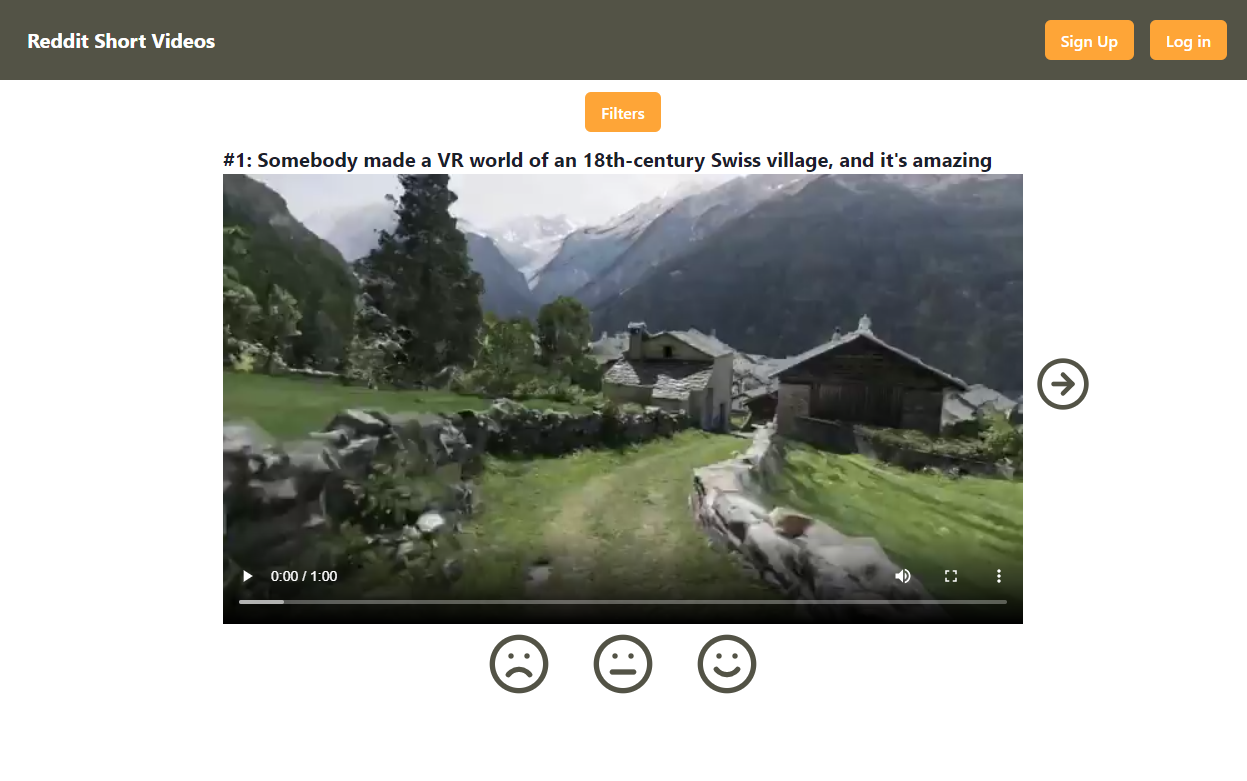 Reddit Short Videos
Sign Up
Log in
Filters
#1: Somebody made a VR world of an 18th-century Swiss village, and it's amazing
0:00 / 1:00